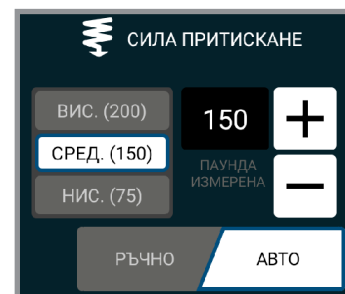 СИЛА ПРИТИСКАНЕ
ВИС. (200)
СРЕД. (150)
НИС. (75)
150
ПАУНДА
ИЗМЕРЕНА
+
−
РЪЧНО
АВТО